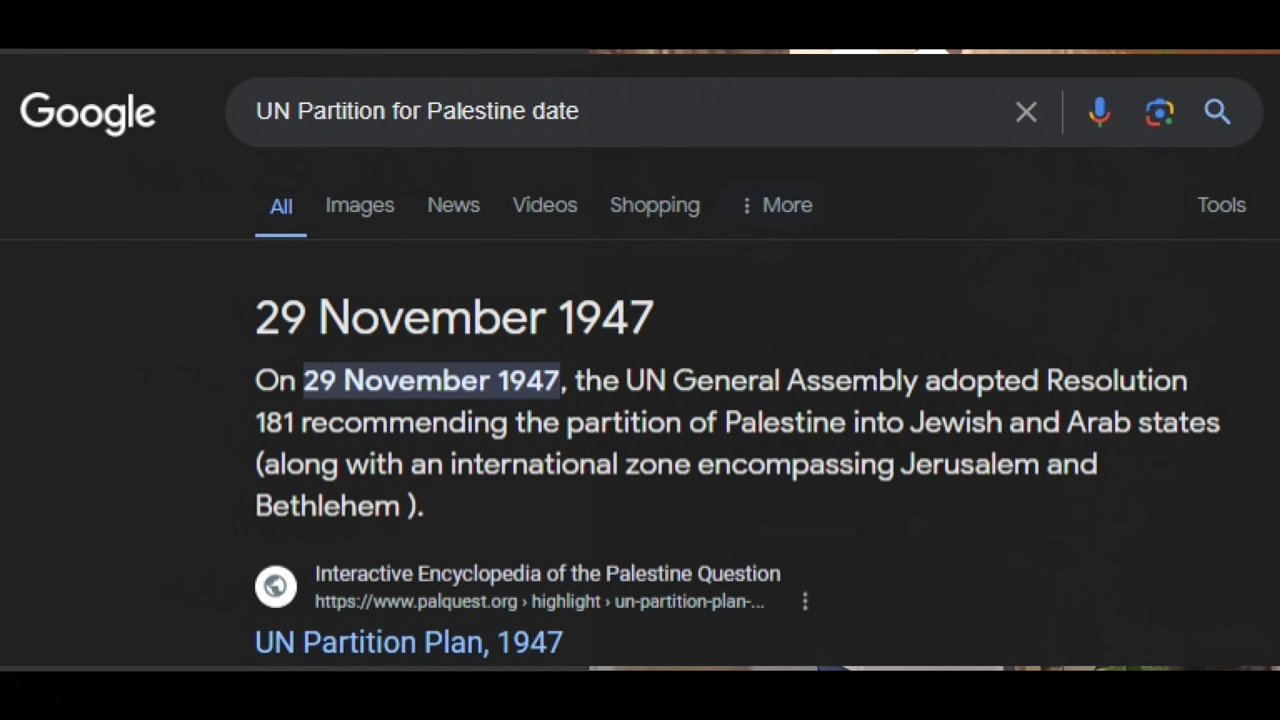 Google
UN Partition for Palestine date
All Images News Videos Shopping More Tools
29 November 1947
On 29 November 1947, the UN General Assembly adopted Resolution
181 recommending the partition of Palestine into Jewish and Arab states
(along with an international zone encompassing Jerusalem and
Bethlehem ).
Interactive Encyclopedia of the Palestine Question
https://www.palquest.org › highlight › un-partition-plan-...
UN Partition Plan, 1947